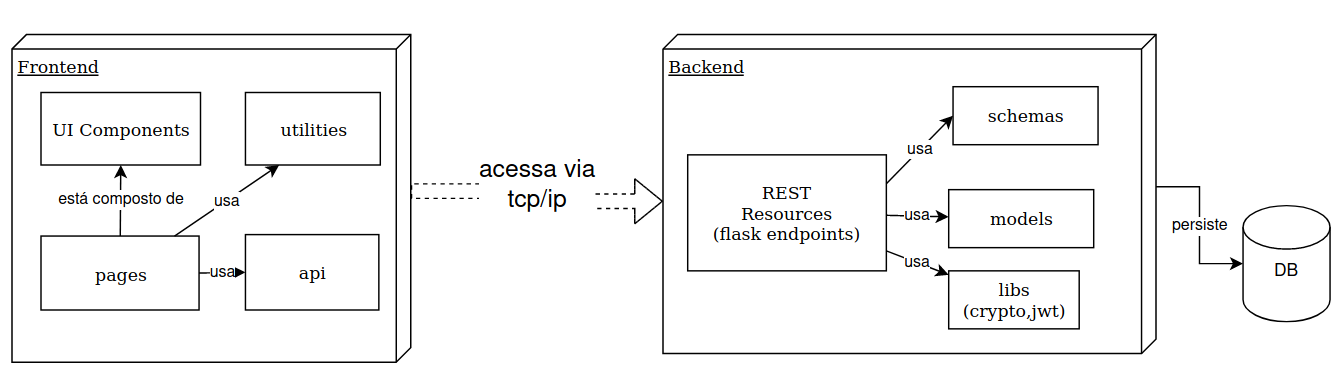 Frontend
UI Components
utilities
está composto de
usa
pages
usa
api
acessa via
tcp/ip
Backend
REST
Resources
(flask endpoints)
usa
schemas
usa
models
usa
libs
(crypto,jwt)
persiste
DB